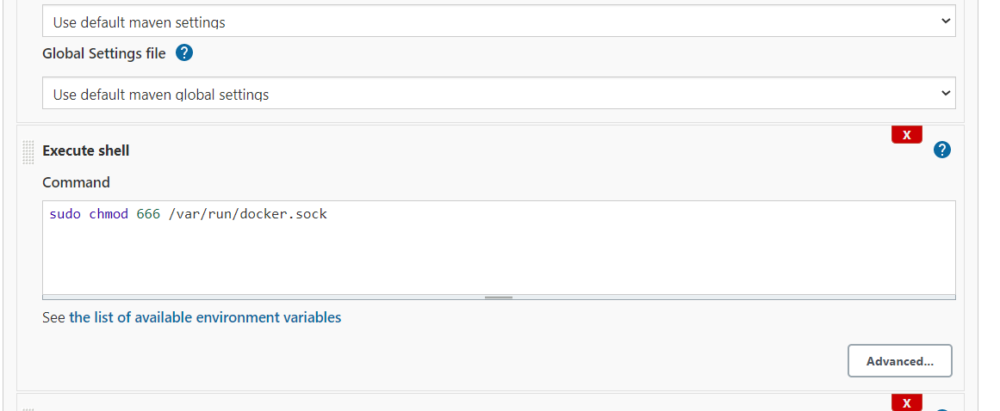 Use default maven settings
Global Settings file ?
Use default maven global settings
X
Execute shell ?
Command
sudo chmod 666 /var/run/docker.sock
See the list of available environment variables
Advanced...
X